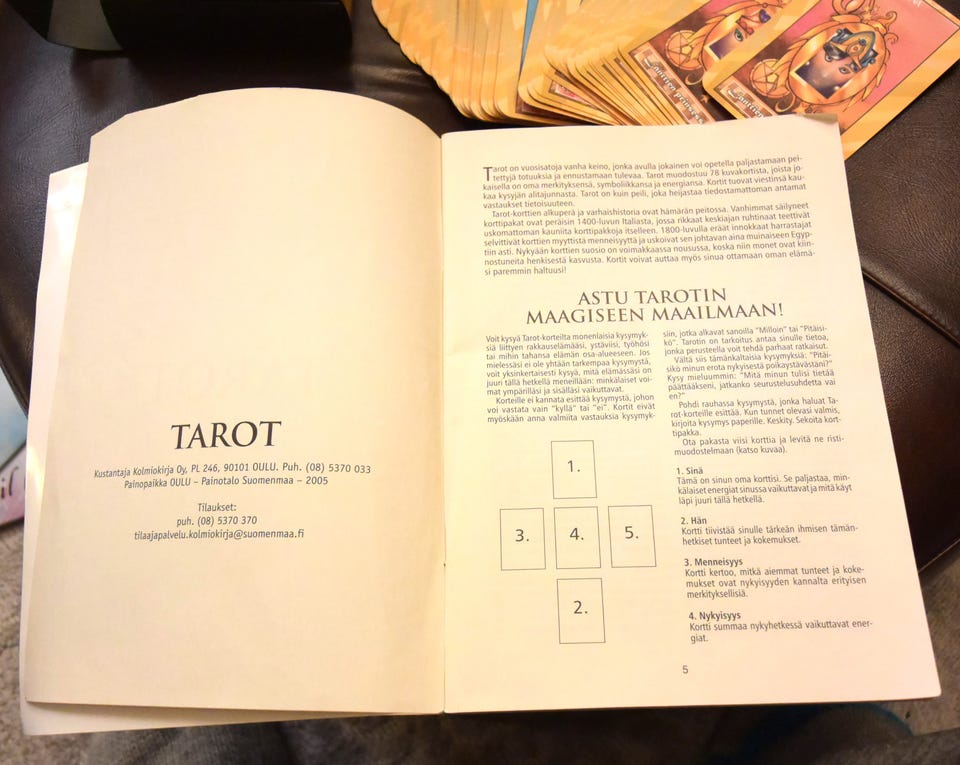 TAROT
Kustantaja Kolmiokirja Oy, PL 246, 90101 OULU. Puh. (08) 5370 033
Painopaikka OULU – Painotalo Suomenmaa – 2005
Tilaukset:
puh. (08) 5370 370
tilaajapalvelu.kolmiokirja@suomenmaa.fi
Tarot on vuosisatoja vanha keino, jonka avulla jokainen voi opetella paljastamaan pei-
tettyjä totuuksia ja ennustamaan tulevaa. Tarot muodostuu 78 kuvakortista, joista jo-
kaisella on oma merkityksensä, symboliikkansa ja energiansa. Kortit tuovat viestinsä kau-
kaa kysyjän alitajunnasta. Tarot on kuin peili, joka heijastaa tiedostamattoman antamat
vastaukset tietoisuuteen.
Tarot-korttien alkuperä ja varhaishistoria ovat hämärän peitossa. Vanhimmat säilyneet
korttipakat ovat peräisin 1400-luvun Italiasta, jossa rikkaat keskiajan ruhtinaat teettivät
uskomattoman kauniita korttipakkoja itselleen. 1800-luvulla eräät innokkaat harrastajat
selvittivät korttien myyttistä menneisyyttä ja uskoivat sen johtavan aina muinaiseen Egyp-
tiin asti. Nykyään korttien suosio on voimakkaassa nousussa, koska niin monet ovat kiin-
nostuneita henkisestä kasvusta. Kortit voivat auttaa myös sinua ottamaan oman elämä-
si paremmin haltuusi!
ASTU TAROTIN
MAAGISEEN MAAILMAAN!
Voit kysyä Tarot-korteilta monenlaisia kysymyk-
siä liittyen rakkauselämääsi, ystäviisi, työhösi
tai mihin tahansa elämän osa-alueeseen. Jos
mielessäsi ei ole yhtään tarkempaa kysymystä,
voit yksinkertaisesti kysyä, mitä elämässäsi on
juuri tällä hetkellä meneillään: minkälaiset voi-
mat ympärilläsi ja sisälläsi vaikuttavat.
Korteille ei kannata esittää kysymystä, johon
voi vastata vain "kyllä" tai "ei". Kortit eivät
myöskään anna valmiita vastauksia kysymyk-
siin, jotka alkavat sanoilla "Milloin" tai "Pitäisi-
kö". Tarotin on tarkoitus antaa sinulle tietoa,
jonka perusteella voit tehdä parhaat ratkaisut.
Vältä siis tämänkaltaisia kysymyksiä: "Pitäi-
sikö minun erota nykyisestä poikaystävästäni?"
Kysy mieluummin: "Mitä minun tulisi tietää
päättääkseni, jatkanko seurustelusuhdetta vai
en?"
Pohdi rauhassa kysymystä, jonka haluat Ta-
rot-korteille esittää. Kun tunnet olevasi valmis,
kirjoita kysymys paperille. Keskity. Sekoita kort-
tipakka.
Ota pakasta viisi korttia ja levitä ne risti-
muodostelmaan (katso kuvaa).
1. Sinä
Tämä on sinun oma korttisi. Se paljastaa, min-
kälaiset energiat sinussa vaikuttavat ja mitä käyt
läpi juuri tällä hetkellä.
2. Hän
Kortti tiivistää sinulle tärkeän ihmisen tämän-
hetkiset tunteet ja kokemukset.
3. Menneisyys
Kortti kertoo, mitkä aiemmat tunteet ja koke-
mukset ovat nykyisyyden kannalta erityisen
merkityksellisiä.
4. Nykyisyys
Kortti summaa nykyhetkessä vaikuttavat ener-
giat.
1.
3.
4.
5.
2.
5